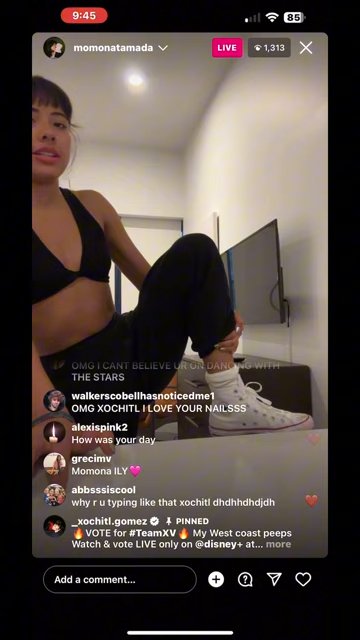 9:45
85
momonatamada
LIVE
1,313
OMG I CANT BELIEVE UR ON DANCING WITH
THE STARS
walkerscobellhasnoticedme1
OMG XOCHITL I LOVE YOUR NAILSSS
alexispink2
How was your day
grecimv
Momona ILY 🩷
abbsssiscool
why r u typing like that xochitl dhdhhdhdjdh
_xochitl.gomez PINNED
🔥VOTE for #TeamXV🔥 My West coast peeps
Watch & vote LIVE only on @disney+ at... more
Add a comment...